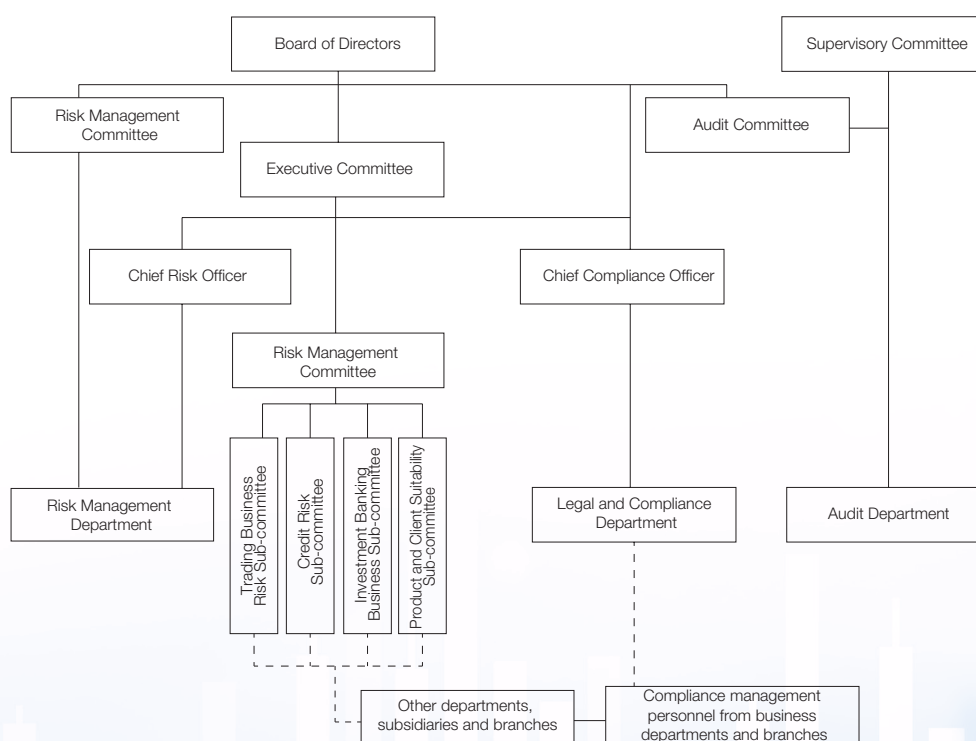 Board of Directors
Supervisory Committee
Risk Management
Committee
Audit Committee
Executive Committee
Chief Risk Officer
Chief Compliance Officer
Risk Management
Committee
Trading Business
Risk Sub-committee
Credit Risk
Sub-committee
Investment Banking
Business Sub-committee
Product and Client Suitability
Sub-committee
Risk Management
Department
Legal and Compliance
Department
Audit Department
Other departments,
subsidiaries and branches
Compliance management
personnel from business
departments and branches